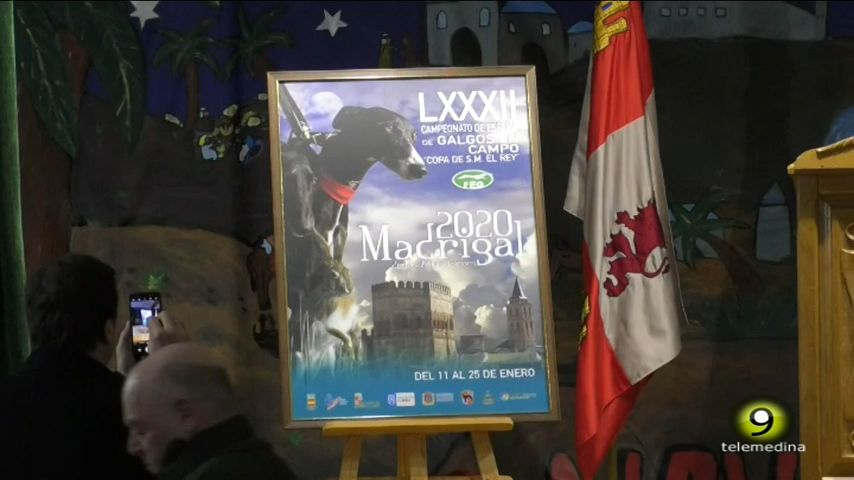 LXXXII
CAMPEONATO DE
DE GALGOS
CAMPO
"COPA DE S.M. EL REY"
FEG
2020
Madrigal
DEL 11 AL 25 DE ENERO
9
telemedina